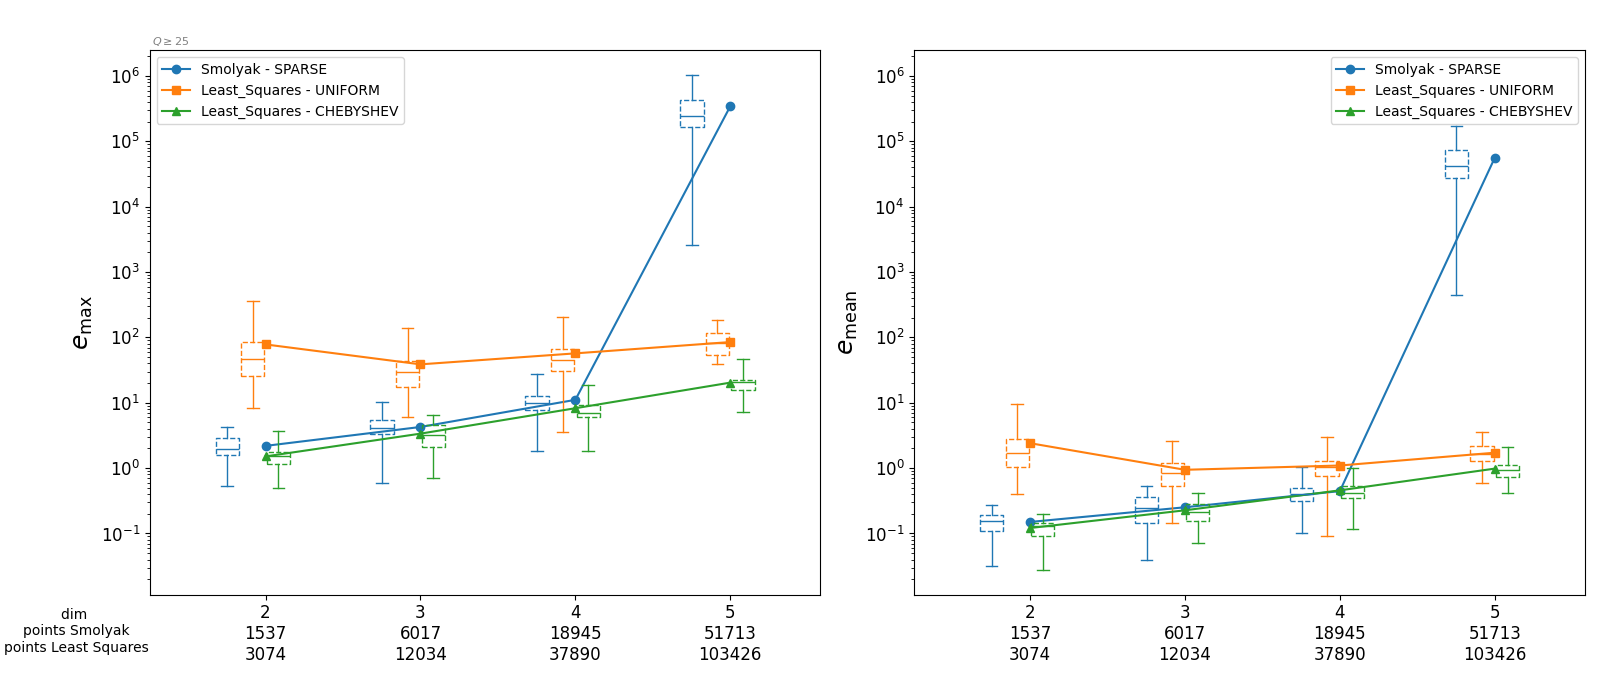 Q ≥ 25
Smolyak - SPARSE
Least_Squares - UNIFORM
Least_Squares - CHEBYSHEV
10⁶
10⁵
10⁴
10³
10²
10¹
10⁰
10⁻¹
e_max
dim
points Smolyak
points Least Squares
2 3 4 5
1537 6017 18945 51713
3074 12034 37890 103426
Smolyak - SPARSE
Least_Squares - UNIFORM
Least_Squares - CHEBYSHEV
10⁶
10⁵
10⁴
10³
10²
10¹
10⁰
10⁻¹
e_mean
2 3 4 5
1537 6017 18945 51713
3074 12034 37890 103426